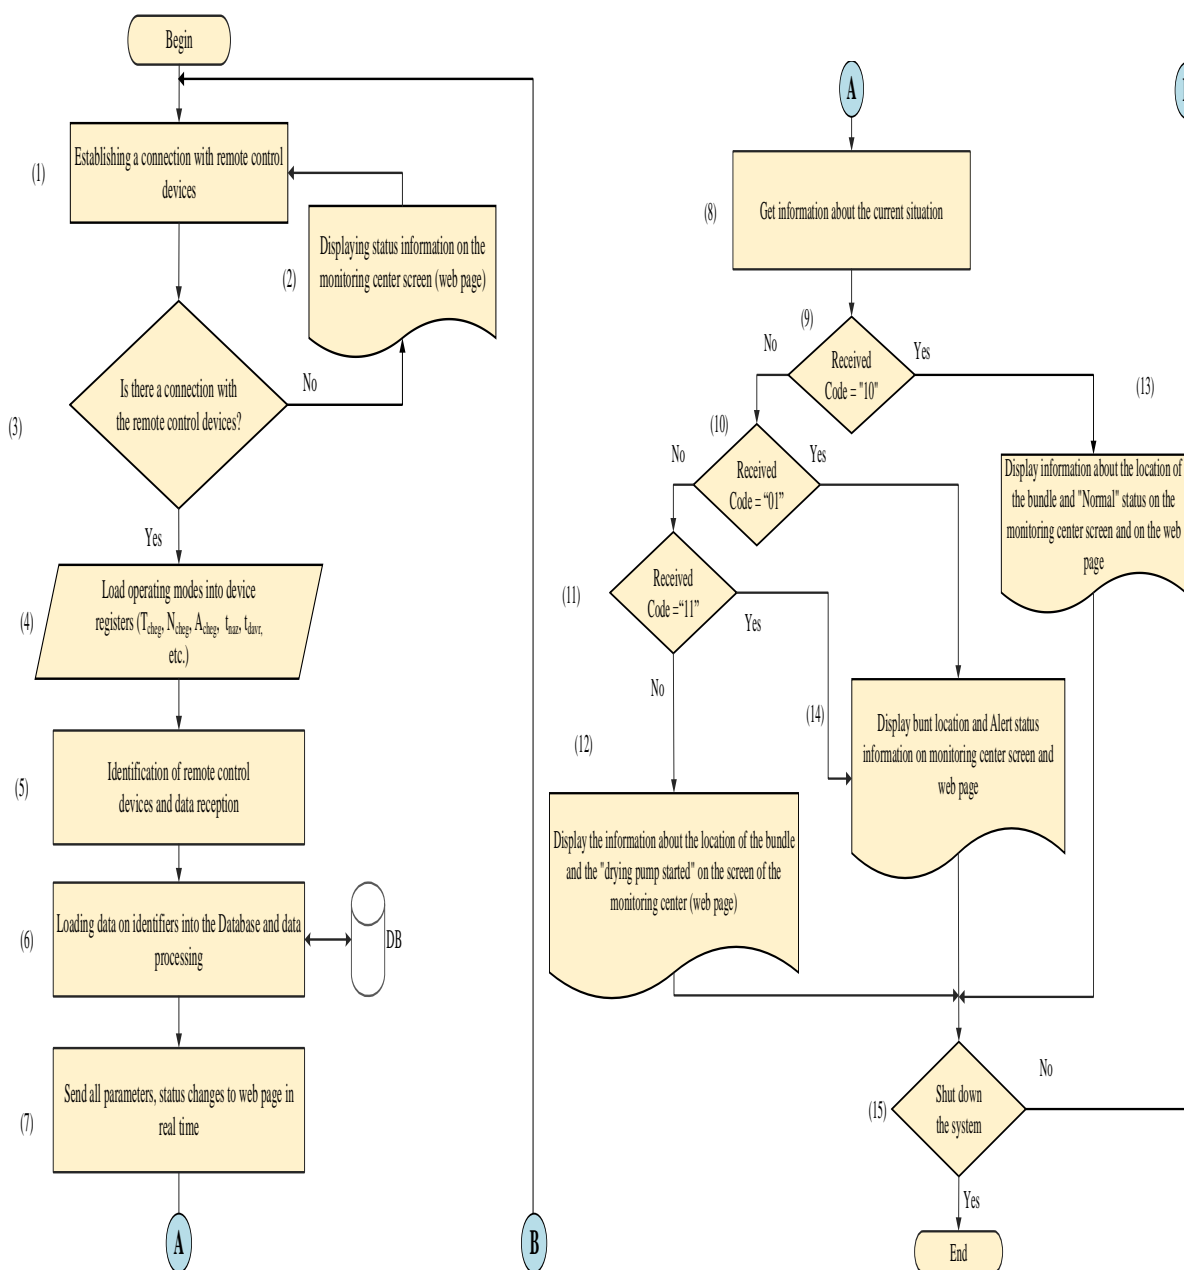 Begin
(1)
Establishing a connection with remote control
devices
(2)
Displaying status information on the
monitoring center screen (web page)
(3)
Is there a connection with
the remote control devices?
No
Yes
(4)
Load operating modes into device
registers (Tcheg, Ncheg, Acheg, tnaz, tdavr,
etc.)
(5)
Identification of remote control
devices and data reception
(6)
Loading data on identifiers into the Database and data
processing
DB
(7)
Send all parameters, status changes to web page in
real time
A
B
A
(8)
Get information about the current situation
(9)
Received
Code = "10"
No
Yes
(10)
Received
Code = “01”
No
Yes
(11)
Received
Code =“11”
Yes
No
(12)
Display the information about the location of the bundle
and the "drying pump started" on the screen of the
monitoring center (web page)
(13)
Display information about the location of
the bundle and "Normal" status on the
monitoring center screen and on the web
page
(14)
Display bunt location and Alert status
information on monitoring center screen and
web page
(15)
Shut down
the system
No
Yes
End